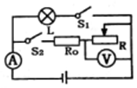 L S₁
S₂ R₀ R
A V